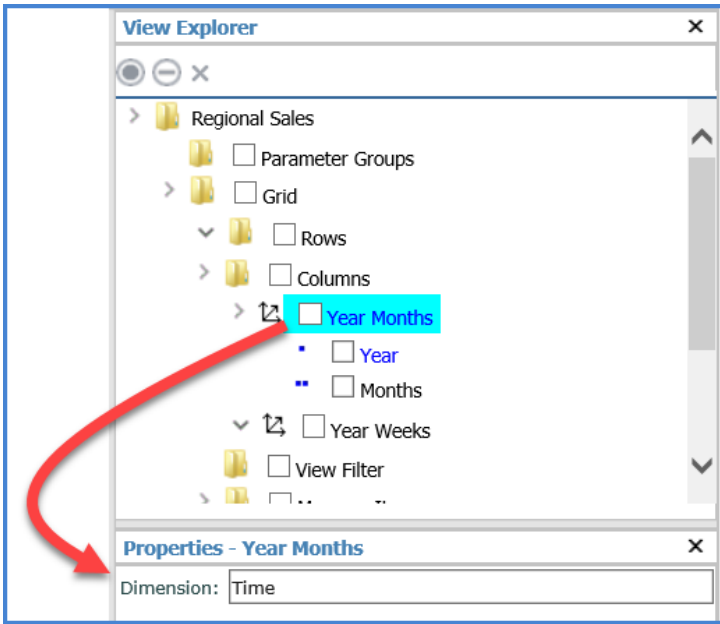 View Explorer
Regional Sales
Parameter Groups
Grid
Rows
Columns
Year Months
Year
Months
Year Weeks
View Filter
Properties - Year Months
Dimension: Time